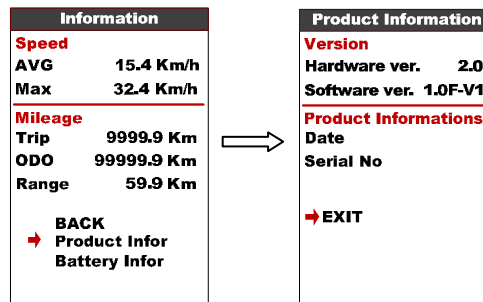 Information
Speed
AVG 15.4 Km/h
Max 32.4 Km/h
Mileage
Trip 9999.9 Km
ODO 99999.9 Km
Range 59.9 Km
BACK
Product Infor
Battery Infor
Product Information
Version
Hardware ver. 2.0
Software ver. 1.0F-V1
Product Informations
Date
Serial No
EXIT